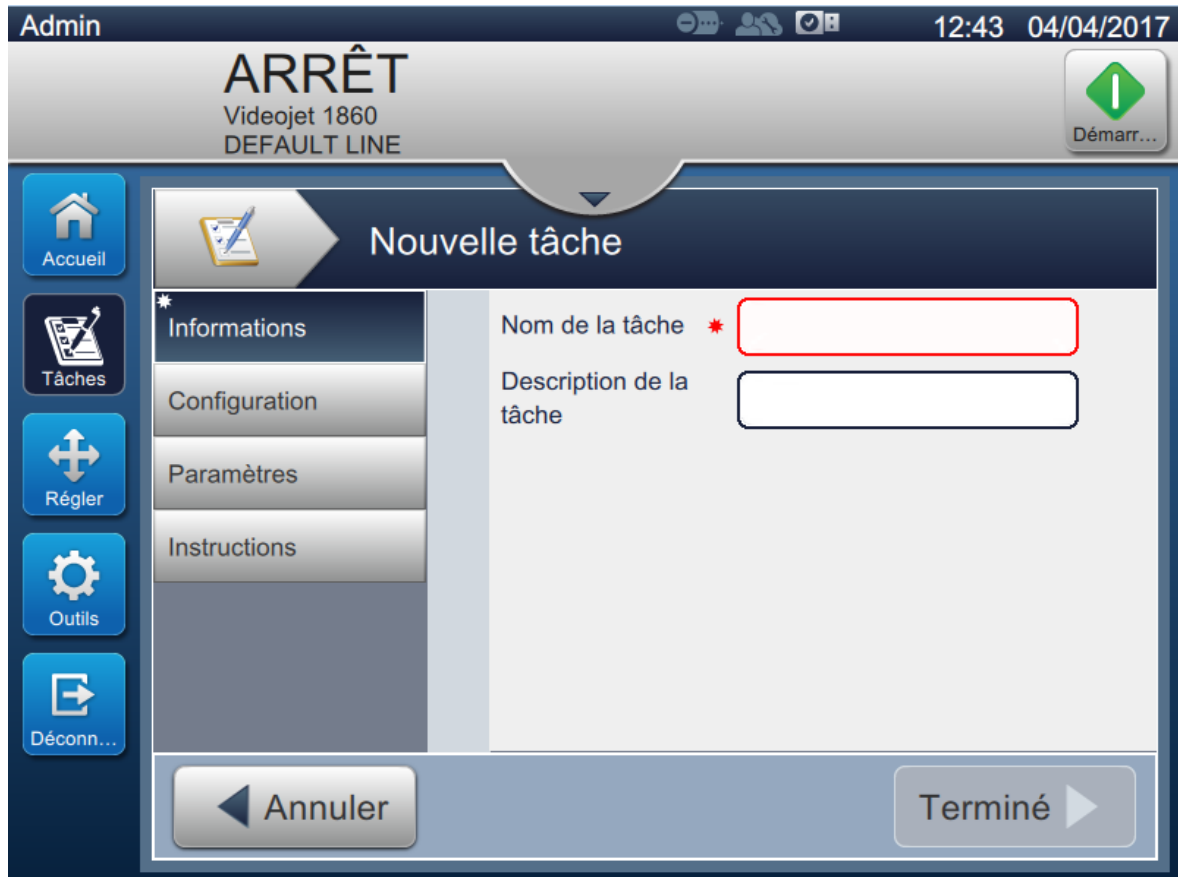 Admin 12:43 04/04/2017
ARRÊT
Videojet 1860
DEFAULT LINE
Démarr...
Accueil
Tâches
Régler
Outils
Déconn...
Nouvelle tâche
Informations
Configuration
Paramètres
Instructions
Nom de la tâche
Description de la
tâche
Annuler
Terminé